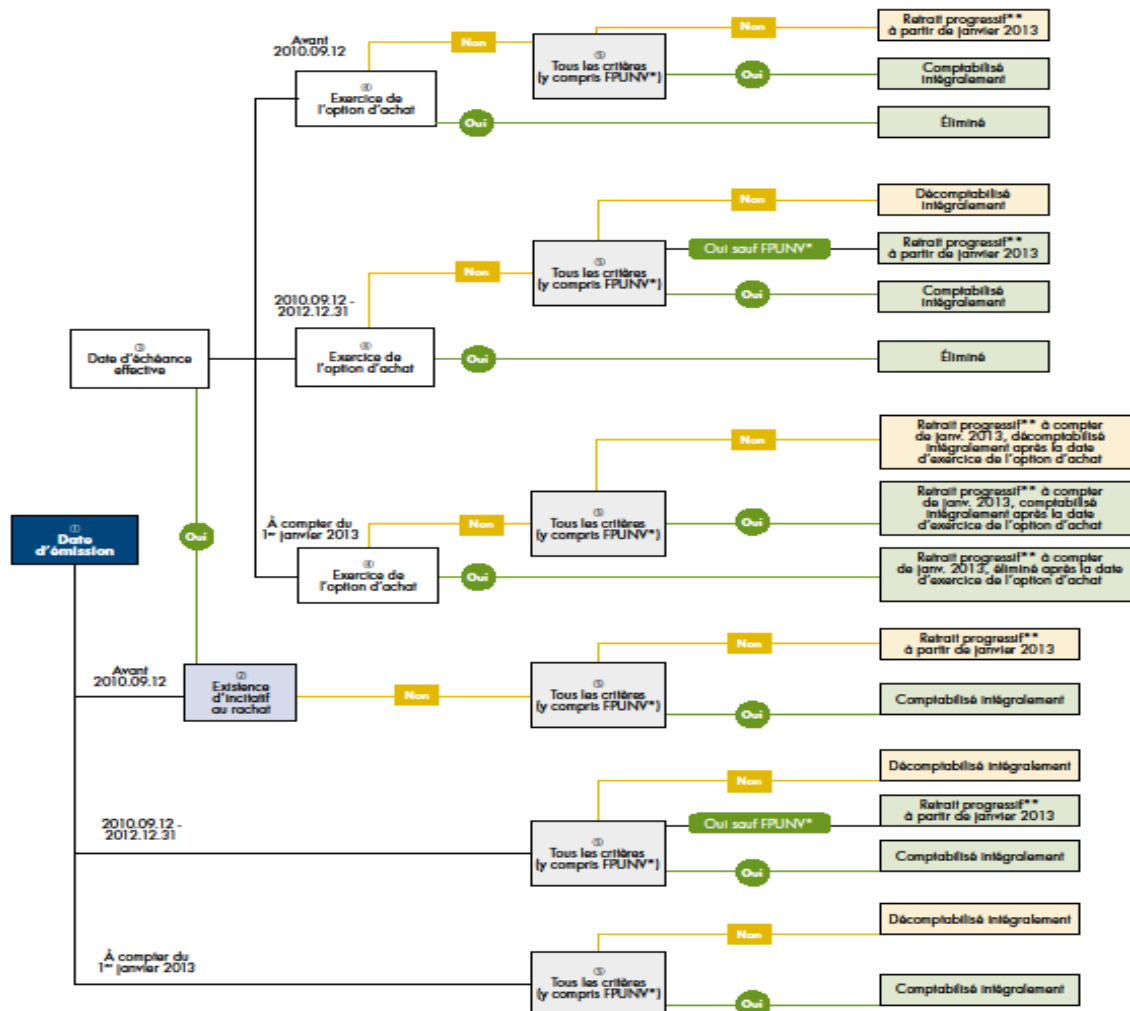 Avant
2010.09.12
Non
⑤
Tous les critères
(y compris FPUNV*)
Non
Retrait progressif**
à partir de janvier 2013
Oui
Comptabilisé
intégralement
④
Exercice de
l'option d'achat
Oui
Éliminé
2010.09.12 -
2012.12.31
Non
⑤
Tous les critères
(y compris FPUNV*)
Non
Décomptabilisé
intégralement
Oui sauf FPUNV*
Retrait progressif**
à partir de janvier 2013
Oui
Comptabilisé
intégralement
③
Date d'échéance
effective
④
Exercice de
l'option d'achat
Oui
Éliminé
À compter du
1er janvier 2013
Non
⑤
Tous les critères
(y compris FPUNV*)
Non
Retrait progressif** à compter
de janv. 2013, décomptabilisé
intégralement après la date
d'exercice de l'option d'achat
Oui
Retrait progressif** à compter
de janv. 2013, comptabilisé
intégralement après la date
d'exercice de l'option d'achat
④
Exercice de
l'option d'achat
Oui
Retrait progressif** à compter
de janv. 2013, éliminé après la date
d'exercice de l'option d'achat
①
Date
d'émission
Oui
Avant
2010.09.12
②
Existence
d'incitatif
au rachat
Non
⑤
Tous les critères
(y compris FPUNV*)
Non
Retrait progressif**
à partir de janvier 2013
Oui
Comptabilisé intégralement
2010.09.12 -
2012.12.31
⑤
Tous les critères
(y compris FPUNV*)
Non
Décomptabilisé intégralement
Oui sauf FPUNV*
Retrait progressif**
à partir de janvier 2013
Oui
Comptabilisé intégralement
À compter du
1er janvier 2013
⑤
Tous les critères
(y compris FPUNV*)
Non
Décomptabilisé intégralement
Oui
Comptabilisé intégralement